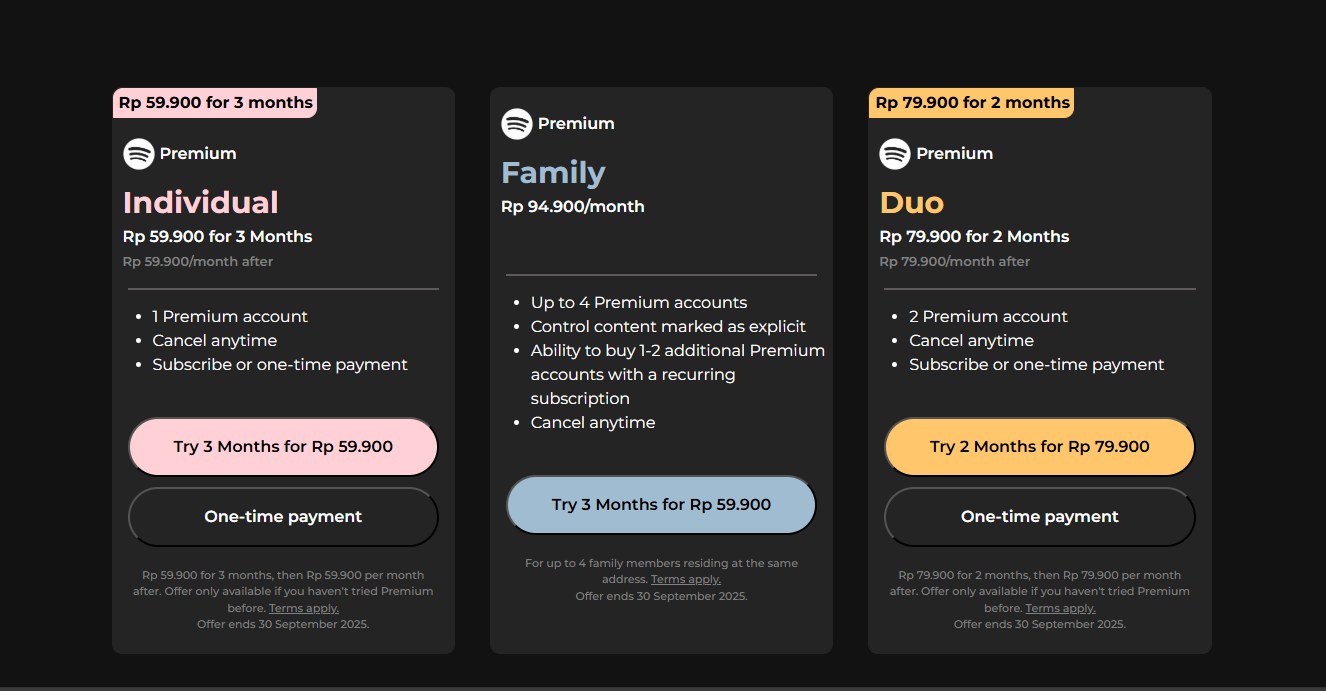 Rp 59.900 for 3 months
Premium
Individual
Rp 59.900 for 3 Months
Rp 59.900/month after
1 Premium account
Cancel anytime
Subscribe or one-time payment
Try 3 Months for Rp 59.900
One-time payment
Rp 59.900 for 3 months, then Rp 59.900 per month
after. Offer only available if you haven't tried Premium
before. Terms apply.
Offer ends 30 September 2025.
Premium
Family
Rp 94.900/month
Up to 4 Premium accounts
Control content marked as explicit
Ability to buy 1-2 additional Premium
accounts with a recurring
subscription
Cancel anytime
Try 3 Months for Rp 59.900
For up to 4 family members residing at the same
address. Terms apply.
Offer ends 30 September 2025.
Rp 79.900 for 2 months
Premium
Duo
Rp 79.900 for 2 Months
Rp 79.900/month after
2 Premium account
Cancel anytime
Subscribe or one-time payment
Try 2 Months for Rp 79.900
One-time payment
Rp 79.900 for 2 months, then Rp 79.900 per month
after. Offer only available if you haven't tried Premium
before. Terms apply.
Offer ends 30 September 2025.